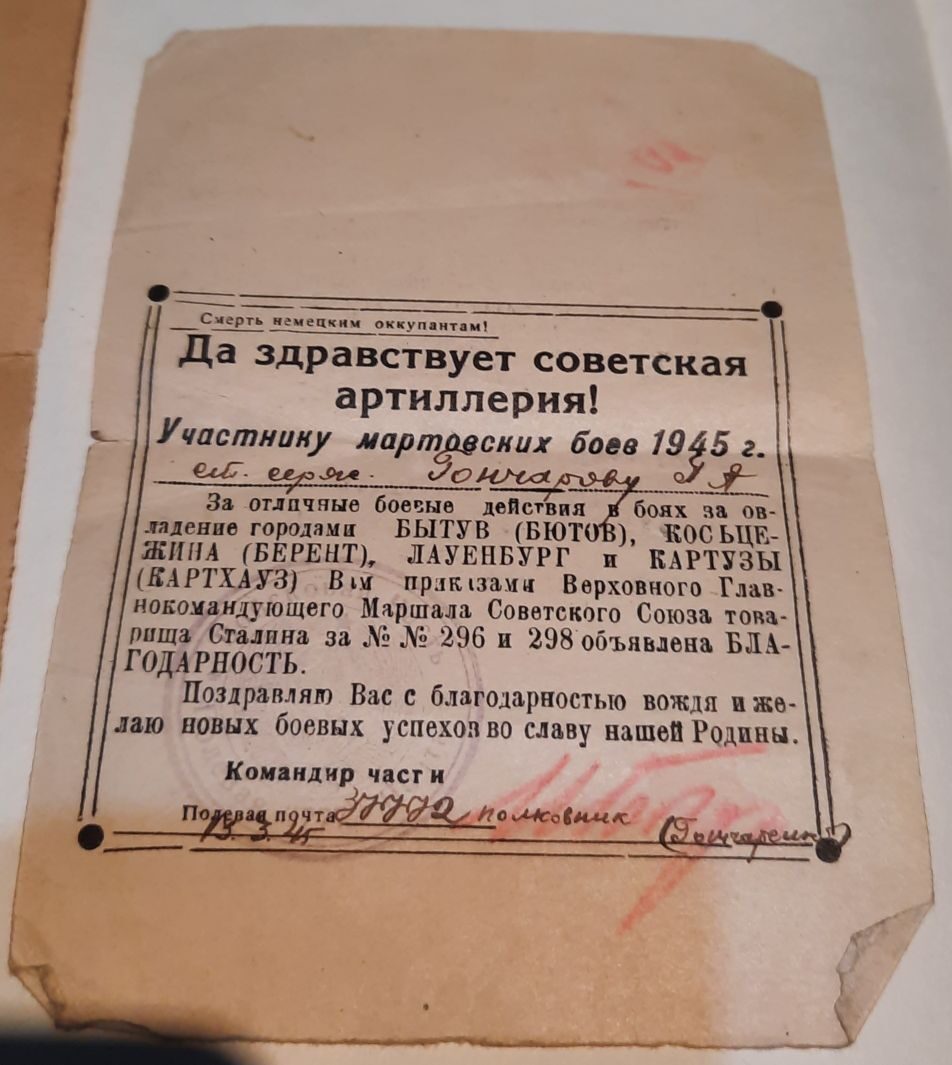 Смерть немецким оккупантам!
Да здравствует советская
артиллерия!
Участнику мартовских боев 1945 г.
ст. серж. Гончарову Г А
За отличные боевые действия в боях за ов-
ладение городами БЫТУВ (БЮТОВ), КОСЬЦЕ-
ЖИНА (БЕРЕНТ), ЛАУЕНБУРГ и КАРТУЗЫ
(КАРТХАУЗ) Вам приказами Верховного Глав-
нокомандующего Маршала Советского Союза това-
рища Сталина за № № 296 и 298 объявлена БЛА-
ГОДАРНОСТЬ.
Поздравляю Вас с благодарностью вождя и же-
лаю новых боевых успехов во славу нашей Родины.
Командир части
Полевая почта полковник (Гончаренко)
13.3.45